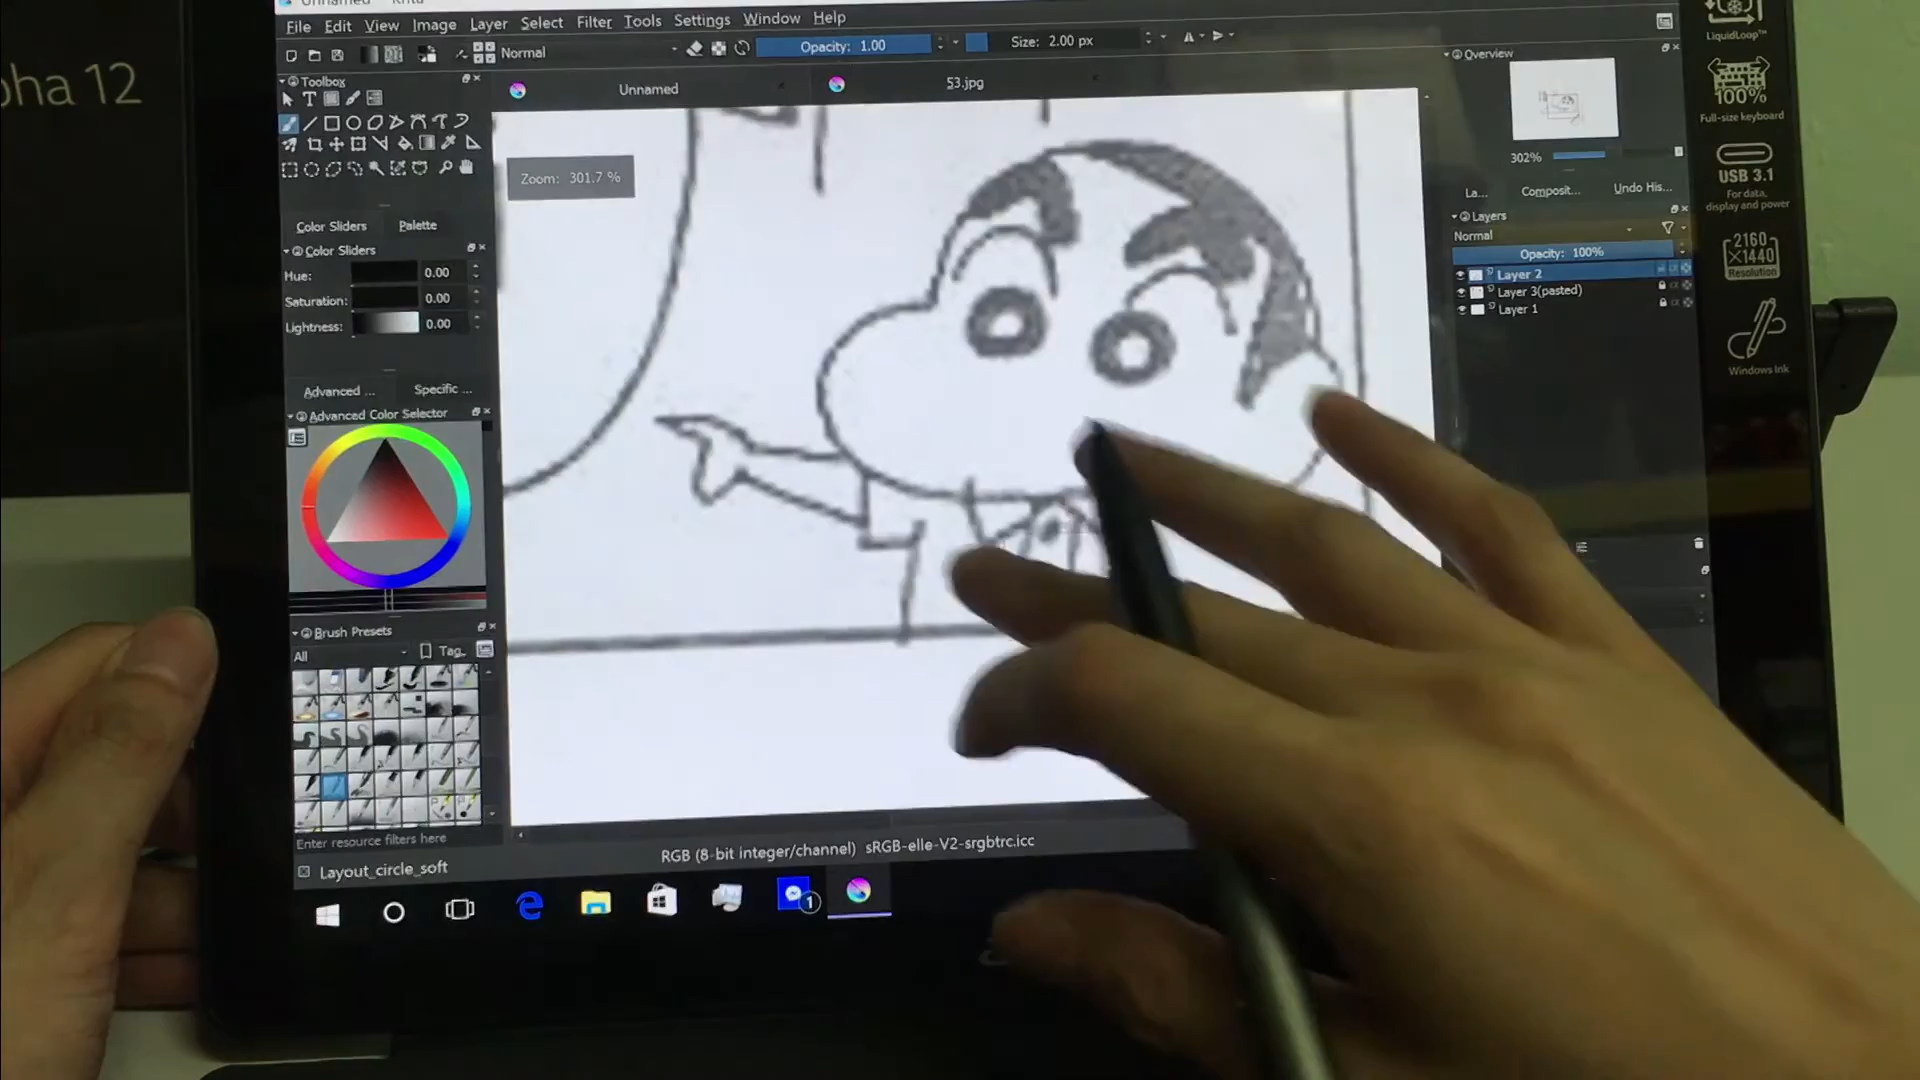 Unnamed
Krita
File Edit View Image Layer Select Filter Tools Settings Window Help
Normal
Opacity: 1.00
Size: 2.00 px
Toolbox
Unnamed
53.jpg
Zoom: 301.7 %
Color Sliders Palette
Color Sliders
Hue: 0.00
Saturation: 0.00
Lightness: 0.00
Advanced ... Specific ...
Advanced Color Selector
Brush Presets
All
Tag
Enter resource filters here
Layout_circle_soft
RGB (8-bit integer/channel) sRGB-elle-V2-srgbtrc.icc
1
Overview
302%
La... Composit... Undo His...
Layers
Normal
Opacity: 100%
Layer 2
Layer 3(pasted)
Layer 1
pha 12
LiquidLoop™
100%
Full-size keyboard
USB 3.1
For data,
display and power
2160
×1440
Resolution
Windows Ink